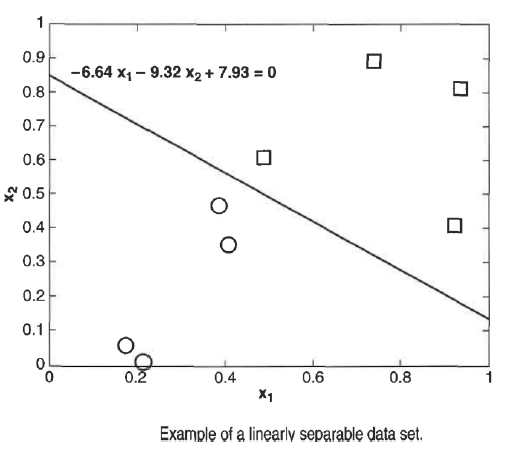 1
0.9
−6.64 x₁ − 9.32 x₂ + 7.93 = 0
0.8
0.7
0.6
x₂
0.5
0.4
0.3
0.2
0.1
0
0 0.2 0.4 0.6 0.8 1
x₁
Example of a linearly separable data set.